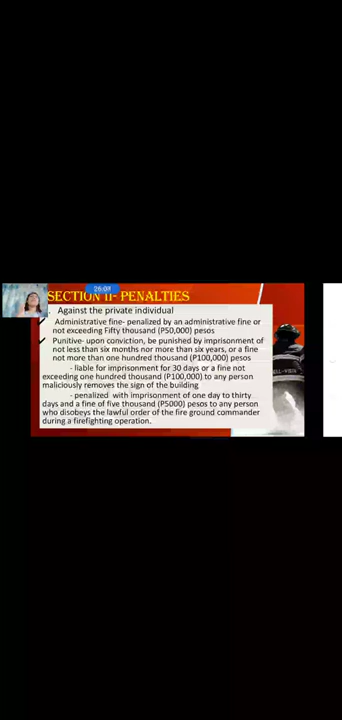 26:08
SECTION 11- PENALTIES
Against the private individual
Administrative fine- penalized by an administrative fine or
not exceeding Fifty thousand (P50,000) pesos
Punitive- upon conviction, be punished by imprisonment of
not less than six months nor more than six years, or a fine
not more than one hundred thousand (P100,000) pesos
- liable for imprisonment for 30 days or a fine not
exceeding one hundred thousand (P100,000) to any person
maliciously removes the sign of the building
- penalized with imprisonment of one day to thirty
days and a fine of five thousand (P5000) pesos to any person
who disobeys the lawful order of the fire ground commander
during a firefighting operation.